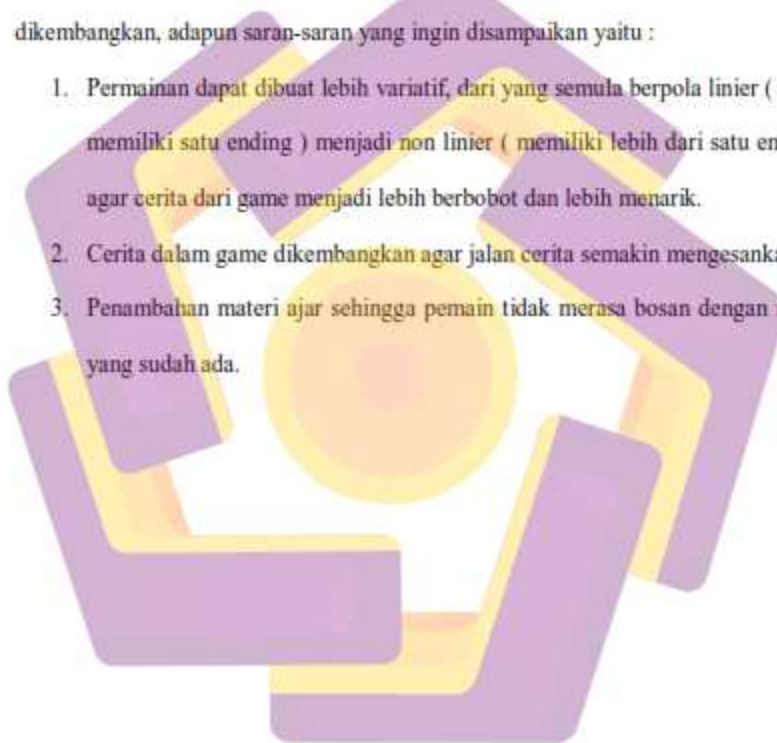 dikembangkan, adapun saran-saran yang ingin disampaikan yaitu :
1. Permainan dapat dibuat lebih variatif, dari yang semula berpola linier (
memiliki satu ending ) menjadi non linier ( memiliki lebih dari satu
agar cerita dari game menjadi lebih berbobot dan lebih menarik.
2. Cerita dalam game dikembangkan agar jalan cerita semakin
3. Penambahan materi ajar sehingga pemain tidak merasa bosan dengan
yang sudah ada.